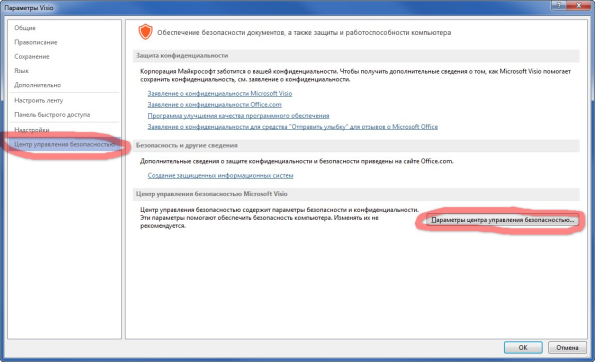 Параметры Visio
Общие
Правописание
Сохранение
Язык
Дополнительно
Настроить ленту
Панель быстрого доступа
Надстройки
Центр управления безопасностью
Обеспечение безопасности документов, а также защиты и работоспособности компьютера
Защита конфиденциальности
Корпорация Майкрософт заботится о вашей конфиденциальности. Чтобы получить дополнительные сведения о том, как Microsoft Visio помогает
сохранить конфиденциальность, см. заявление о конфиденциальности.
Заявление о конфиденциальности Microsoft Visio
Заявление о конфиденциальности Office.com
Программа улучшения качества программного обеспечения
Заявление о конфиденциальности для средства "Отправить улыбку" для отзывов о Microsoft Office
Безопасность и другие сведения
Дополнительные сведения о защите конфиденциальности и безопасности приведены на сайте Office.com.
Создание защищенных информационных систем
Центр управления безопасностью Microsoft Visio
Центр управления безопасностью содержит параметры безопасности и конфиденциальности.
Эти параметры помогают обеспечить безопасность компьютера. Изменять их не
рекомендуется.
Параметры центра управления безопасностью...
ОК
Отмена